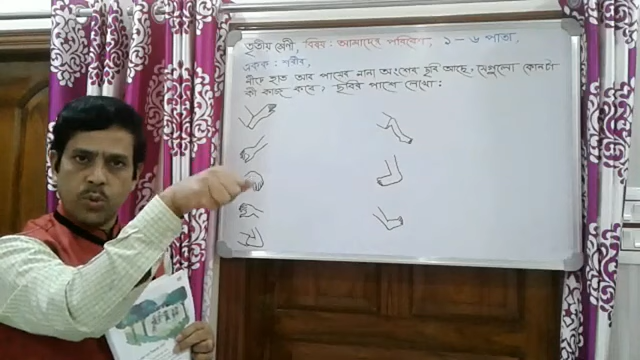 তৃতীয় শ্রেণী, বিষয়: আমাদের পরিবেশ, ১-৬ পাতা,
একক: শরীর,
নীচে হাত আর পায়ের নানা অংশের ছবি আছে, সেগুলো কোনটা
কী কাজ করে, ছবির পাশে লেখো: